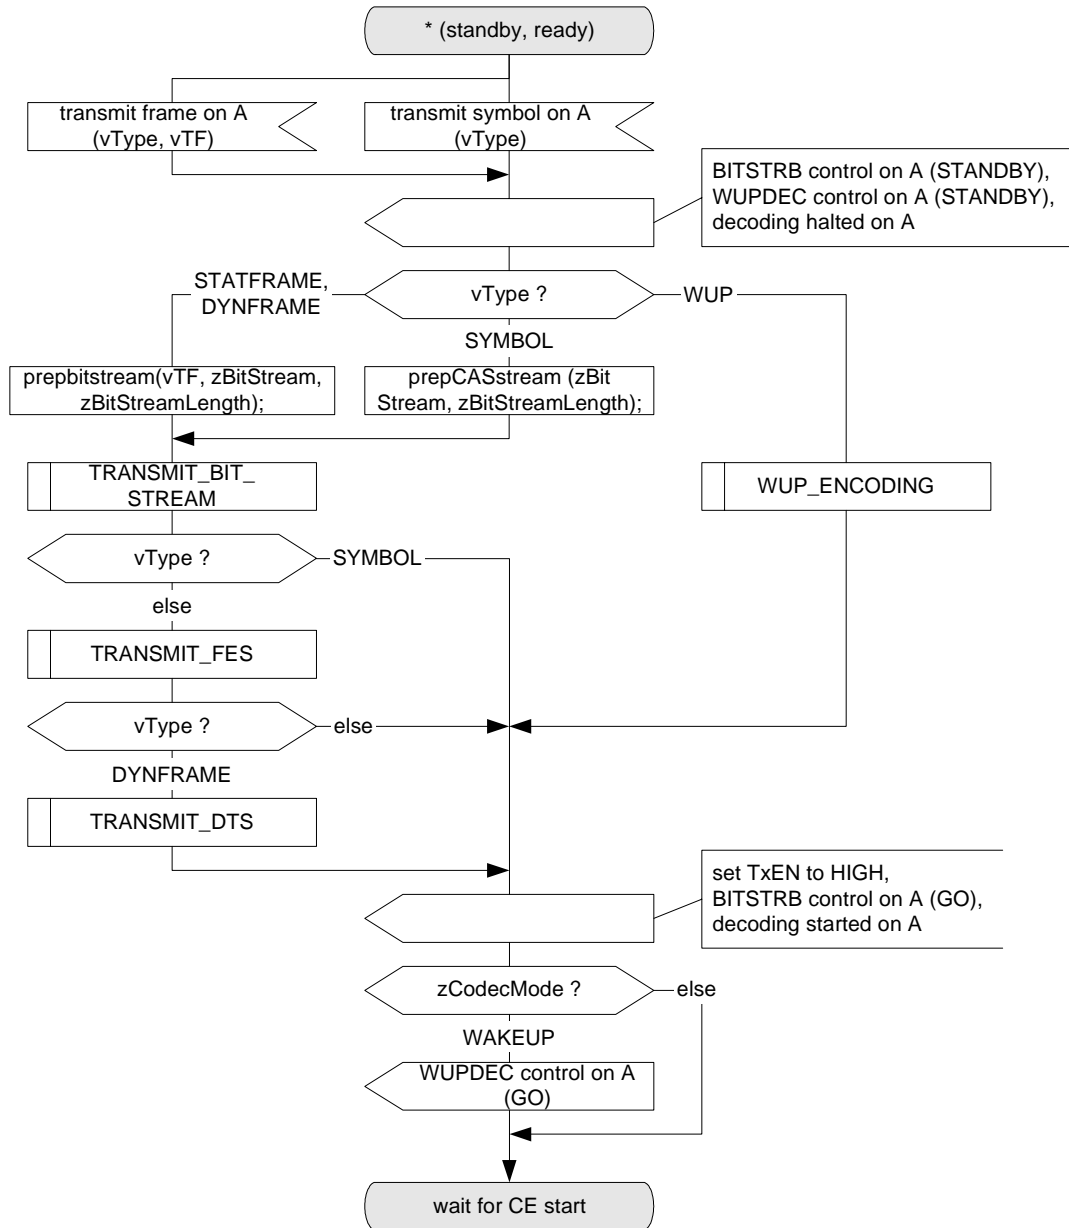 * (standby, ready)
transmit frame on A
(vType, vTF)
transmit symbol on A
(vType)
BITSTRB control on A (STANDBY),
WUPDEC control on A (STANDBY),
decoding halted on A
STATFRAME,
DYNFRAME
vType ?
WUP
SYMBOL
prepbitstream(vTF, zBitStream,
zBitStreamLength);
prepCASstream (zBit
Stream, zBitStreamLength);
TRANSMIT_BIT_
STREAM
WUP_ENCODING
vType ?
SYMBOL
else
TRANSMIT_FES
vType ?
else
DYNFRAME
TRANSMIT_DTS
set TxEN to HIGH,
BITSTRB control on A (GO),
decoding started on A
zCodecMode ?
else
WAKEUP
WUPDEC control on A
(GO)
wait for CE start